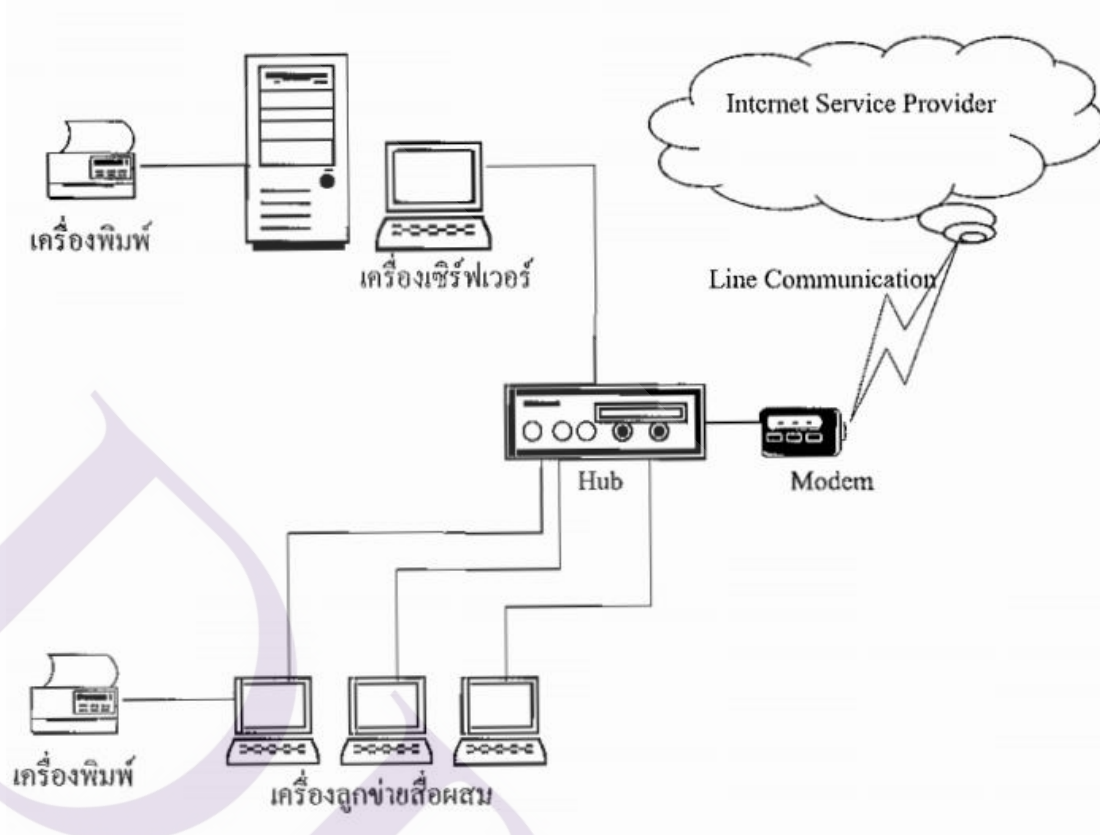 Internet Service Provider
เครื่องพิมพ์
เครื่องเซิร์ฟเวอร์
Line Communication
Hub
Modem
เครื่องพิมพ์
เครื่องลูกข่ายสื่อผสม